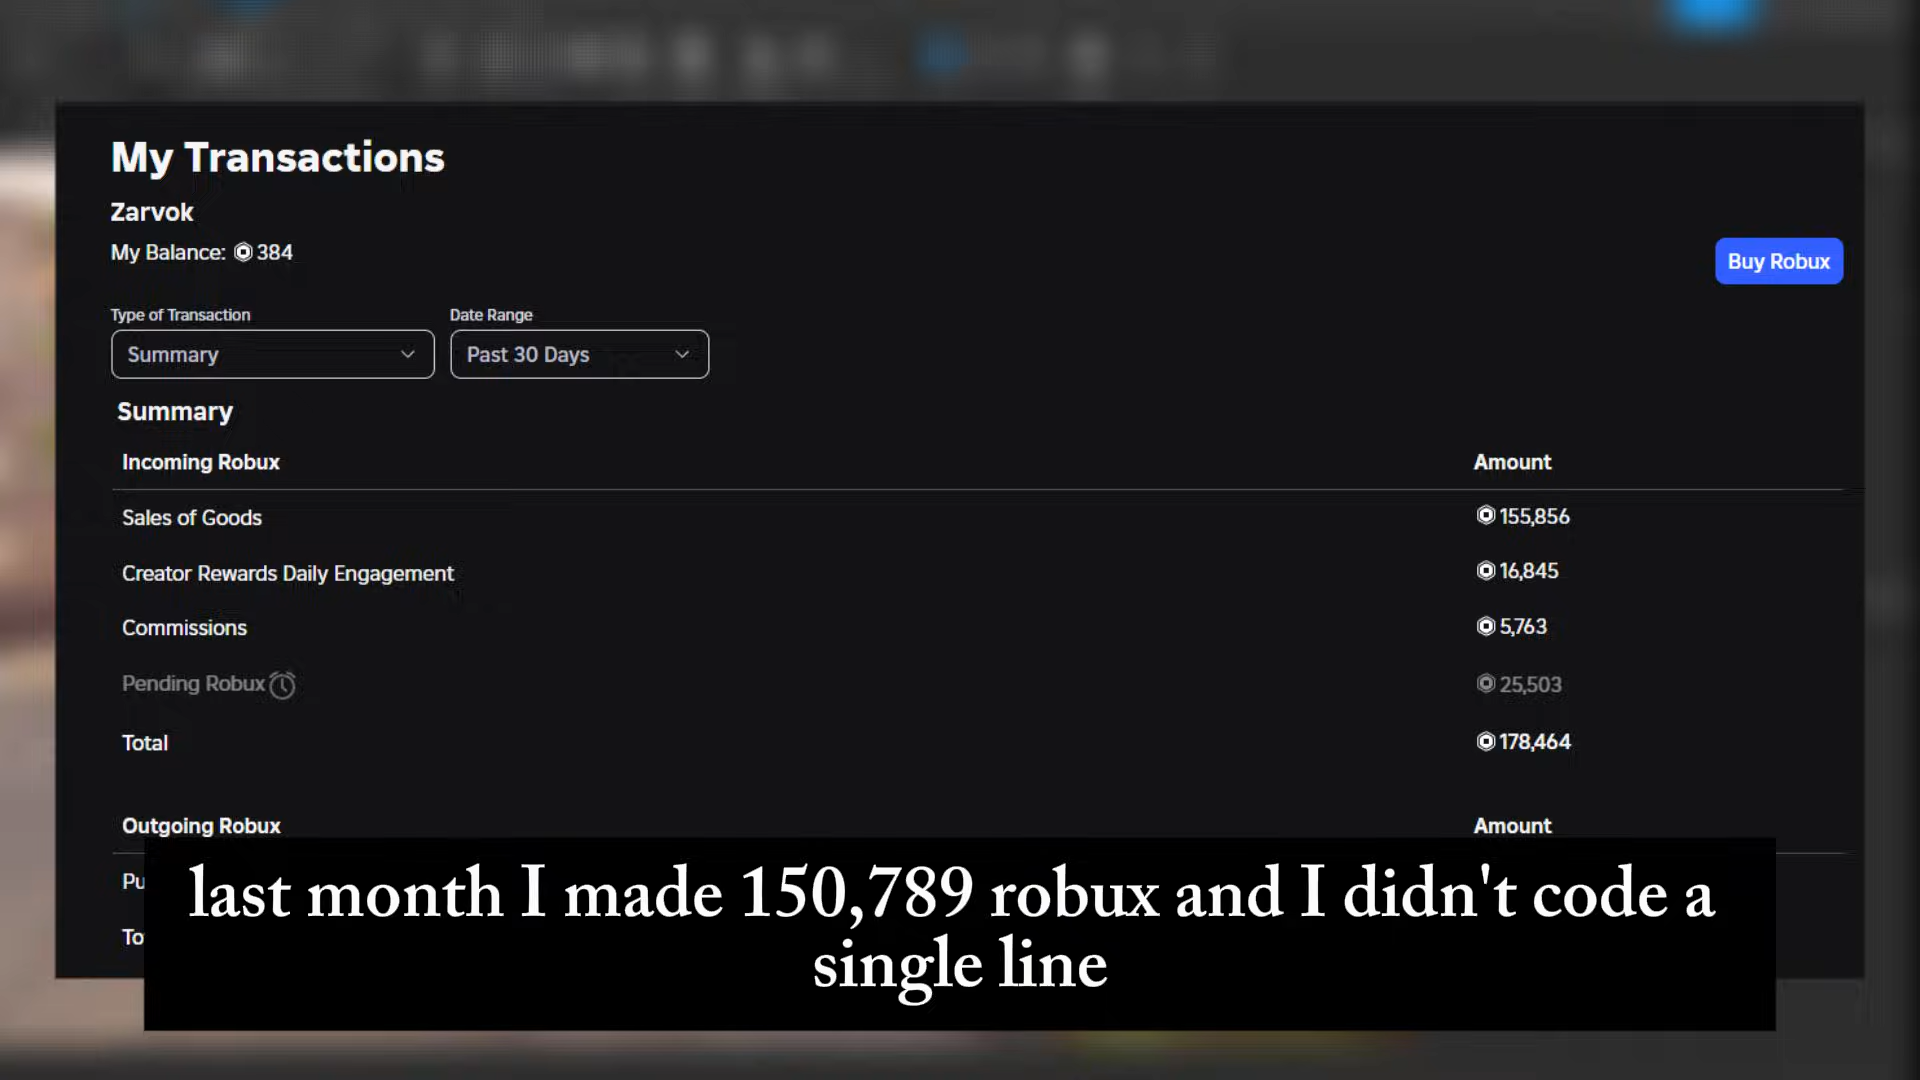 My Transactions
Zarvok
My Balance: 384
Buy Robux
Type of Transaction
Date Range
Summary
Past 30 Days
Summary
Incoming Robux
Amount
Sales of Goods
155,856
Creator Rewards Daily Engagement
16,845
Commissions
5,763
Pending Robux
25,503
Total
178,464
Outgoing Robux
Amount
last month I made 150,789 robux and I didn't code a
single line